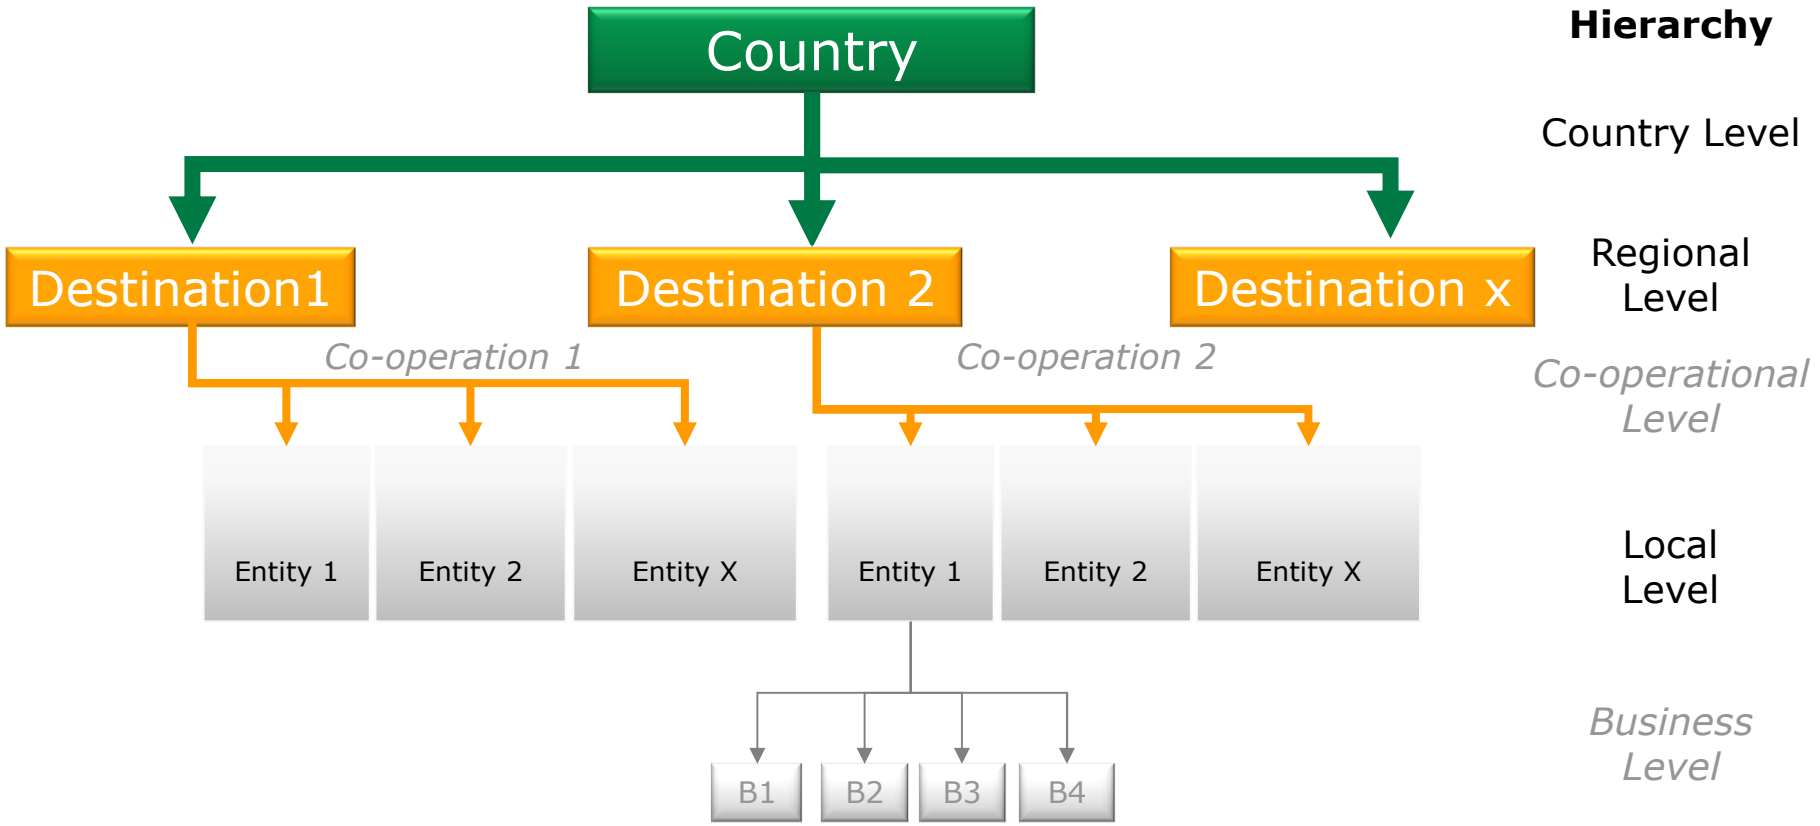 Hierarchy
Country
Country Level
Destination1
Destination 2
Destination x
Regional
Level
Co-operation 1
Co-operation 2
Co-operational
Level
Entity 1
Entity 2
Entity X
Entity 1
Entity 2
Entity X
Local
Level
Business
Level
B1
B2
B3
B4